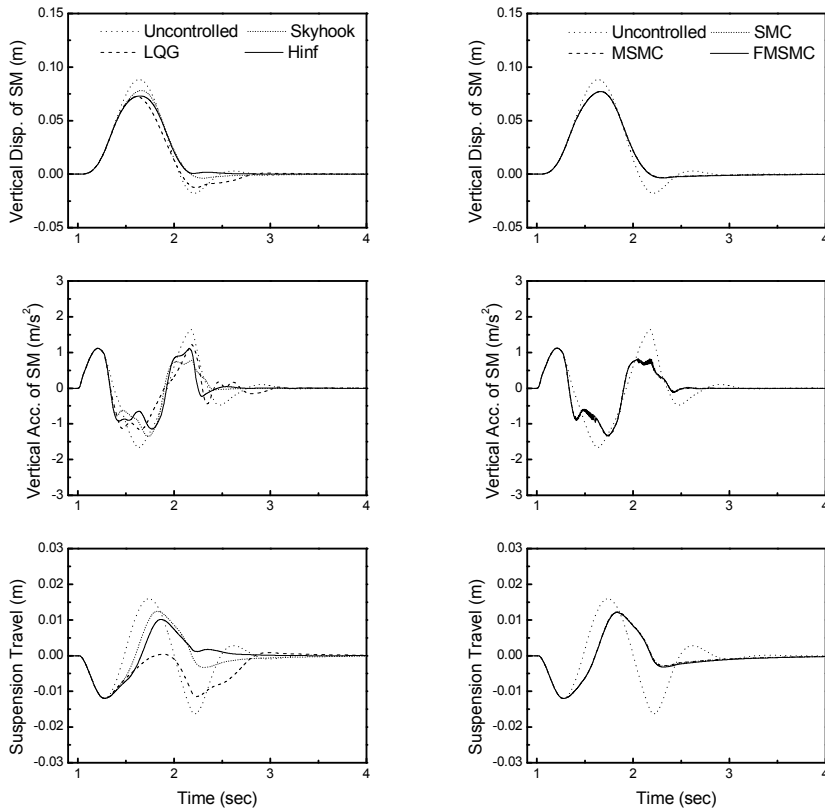 0.15
0.10
0.05
0.00
-0.05
Vertical Disp. of SM (m)
Uncontrolled Skyhook
LQG Hinf
1 2 3 4
0.15
0.10
0.05
0.00
-0.05
Vertical Disp. of SM (m)
Uncontrolled SMC
MSMC FMSMC
1 2 3 4
3
2
1
0
-1
-2
-3
Vertical Acc. of SM (m/s²)
1 2 3 4
3
2
1
0
-1
-2
-3
Vertical Acc. of SM (m/s²)
1 2 3 4
0.03
0.02
0.01
0.00
-0.01
-0.02
-0.03
Suspension Travel (m)
1 2 3 4
Time (sec)
0.03
0.02
0.01
0.00
-0.01
-0.02
-0.03
Suspension Travel (m)
1 2 3 4
Time (sec)